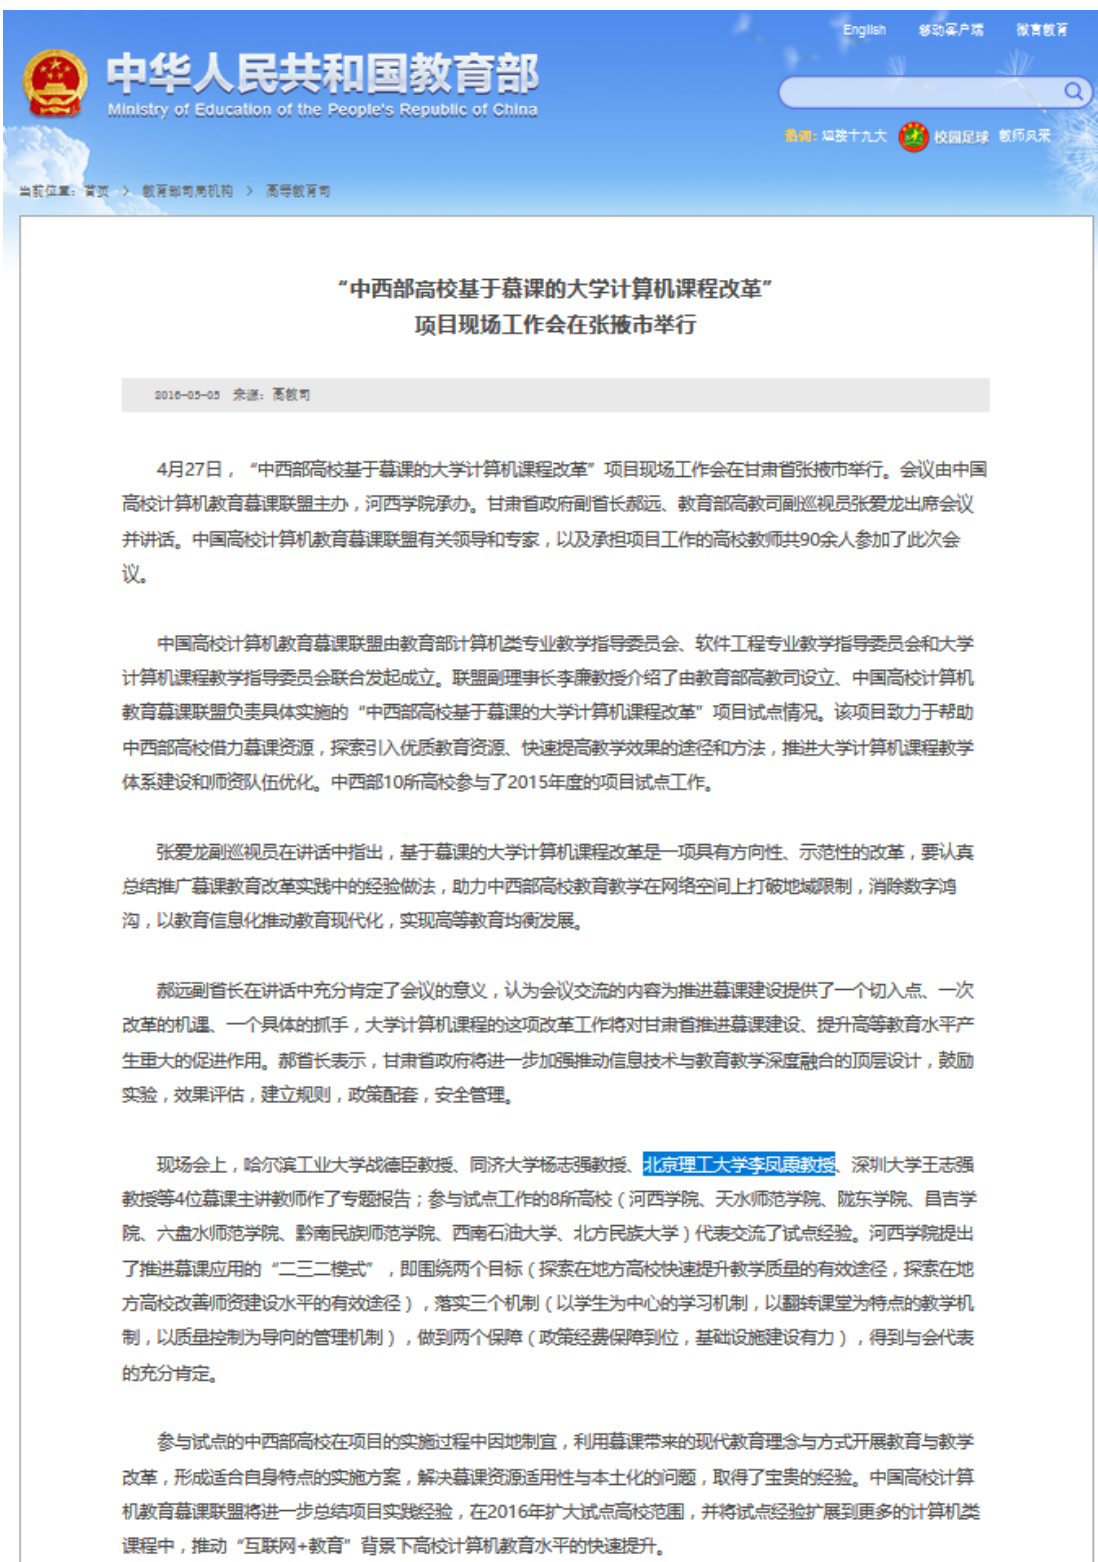 English 移动客户端 微言教育
中华人民共和国教育部
Ministry of Education of the People's Republic of China
热词: 迎接十九大 校园足球 教师风采
当前位置: 首页 > 教育部司局机构 > 高等教育司
“中西部高校基于慕课的大学计算机课程改革”
项目现场工作会在张掖市举行
2016-05-05 来源: 高教司
4月27日，“中西部高校基于慕课的大学计算机课程改革”项目现场工作会在甘肃省张掖市举行。会议由中国
高校计算机教育慕课联盟主办，河西学院承办。甘肃省政府副省长郝远、教育部高教司副巡视员张爱龙出席会议
并讲话。中国高校计算机教育慕课联盟有关领导和专家，以及承担项目工作的高校教师共90余人参加了此次会
议。
中国高校计算机教育慕课联盟由教育部计算机类专业教学指导委员会、软件工程专业教学指导委员会和大学
计算机课程教学指导委员会联合发起成立。联盟副理事长李廉教授介绍了由教育部高教司设立、中国高校计算机
教育慕课联盟负责具体实施的“中西部高校基于慕课的大学计算机课程改革”项目试点情况。该项目致力于帮助
中西部高校借力慕课资源，探索引入优质教育资源、快速提高教学效果的途径和方法，推进大学计算机课程教学
体系建设和师资队伍优化。中西部10所高校参与了2015年度的项目试点工作。
张爱龙副巡视员在讲话中指出，基于慕课的大学计算机课程改革是一项具有方向性、示范性的改革，要认真
总结推广慕课教育改革实践中的经验做法，助力中西部高校教育教学在网络空间上打破地域限制，消除数字鸿
沟，以教育信息化推动教育现代化，实现高等教育均衡发展。
郝远副省长在讲话中充分肯定了会议的意义，认为会议交流的内容为推进慕课建设提供了一个切入点、一次
改革的机遇、一个具体的抓手，大学计算机课程的这项改革工作将对甘肃省推进慕课建设、提升高等教育水平产
生重大的促进作用。郝省长表示，甘肃省政府将进一步加强推动信息技术与教育教学深度融合的顶层设计，鼓励
实验，效果评估，建立规则，政策配套，安全管理。
现场会上，哈尔滨工业大学战德臣教授、同济大学杨志强教授、北京理工大学李凤霞教授、深圳大学王志强
教授等4位慕课主讲教师作了专题报告；参与试点工作的8所高校（河西学院、天水师范学院、陇东学院、昌吉学
院、六盘水师范学院、黔南民族师范学院、西南石油大学、北方民族大学）代表交流了试点经验。河西学院提出
了推进慕课应用的“二三二模式”，即围绕两个目标（探索在地方高校快速提升教学质量的有效途径，探索在地
方高校改善师资建设水平的有效途径），落实三个机制（以学生为中心的学习机制，以翻转课堂为特点的教学机
制，以质量控制为导向的管理机制），做到两个保障（政策经费保障到位，基础设施建设有力），得到与会代表
的充分肯定。
参与试点的中西部高校在项目的实施过程中因地制宜，利用慕课带来的现代教育理念与方式开展教育与教学
改革，形成适合自身特点的实施方案，解决慕课资源适用性与本土化的问题，取得了宝贵的经验。中国高校计算
机教育慕课联盟将进一步总结项目实践经验，在2016年扩大试点高校范围，并将试点经验扩展到更多的计算机类
课程中，推动“互联网+教育”背景下高校计算机教育水平的快速提升。